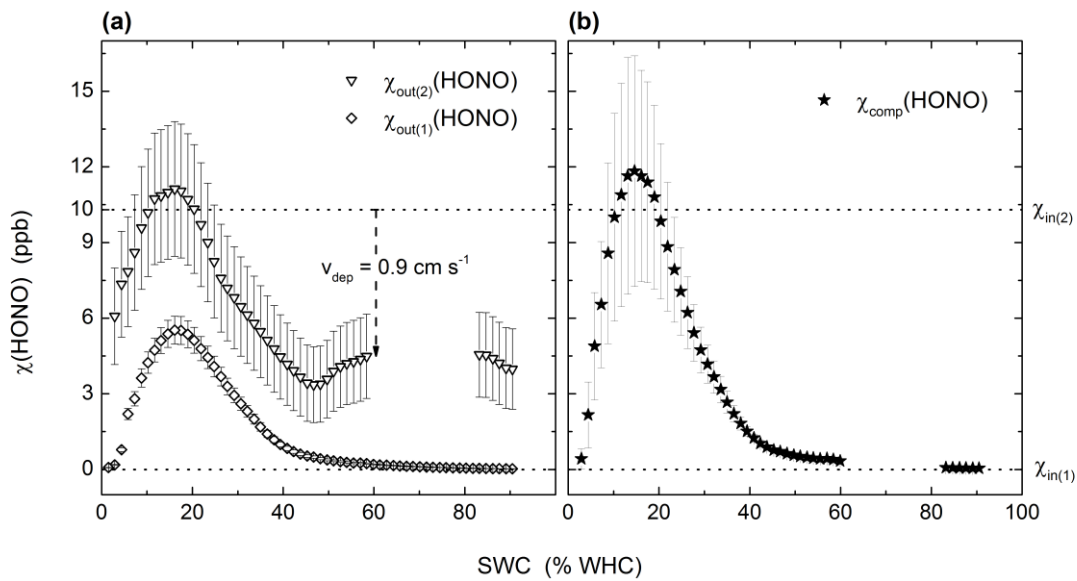 (a)
(b)
χout(2)(HONO)
χout(1)(HONO)
χcomp(HONO)
vdep = 0.9 cm s-1
χin(2)
χin(1)
χ(HONO) (ppb)
15
12
10
9
6
3
0
0 20 40 60 80
0 20 40 60 80 100
SWC (% WHC)